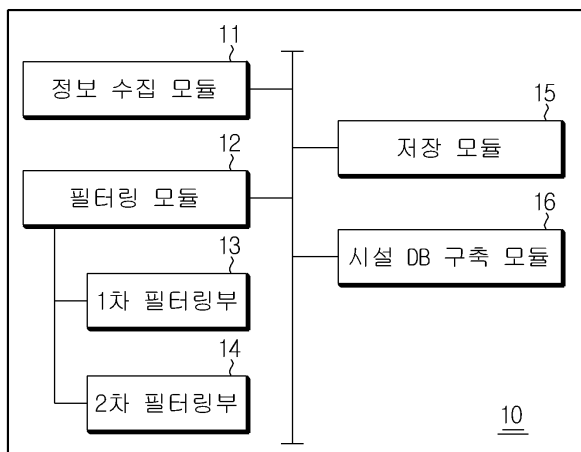 11
정보 수집 모듈
12
필터링 모듈
13
1차 필터링부
14
2차 필터링부
15
저장 모듈
16
시설 DB 구축 모듈
10